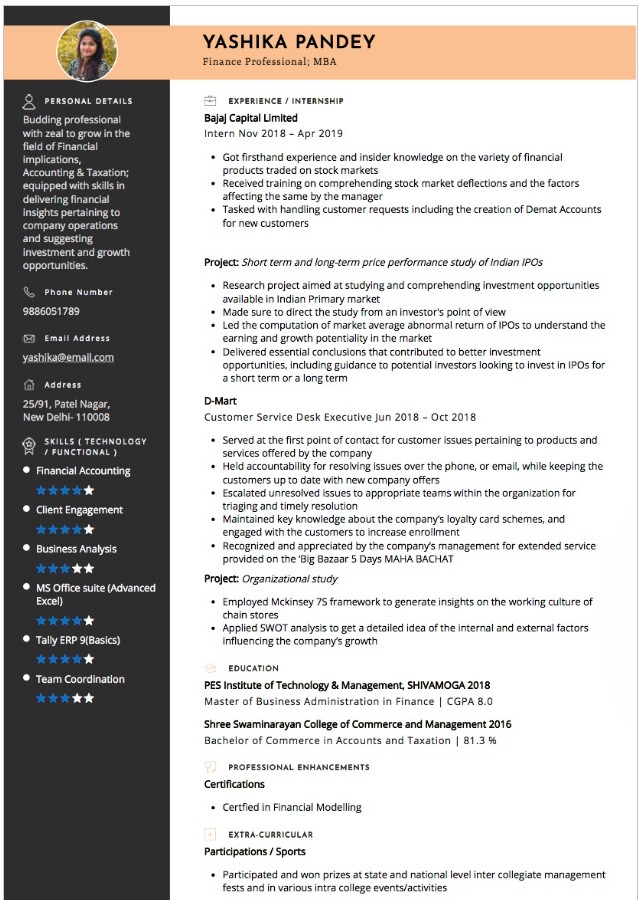 YASHIKA PANDEY
Finance Professional; MBA
PERSONAL DETAILS
Budding professional
with zeal to grow in the
field of Financial
implications,
Accounting & Taxation;
equipped with skills in
delivering financial
insights pertaining to
company operations
and suggesting
investment and growth
opportunities.
Phone Number
9886051789
Email Address
yashika@email.com
Address
25/91, Patel Nagar,
New Delhi- 110008
SKILLS ( TECHNOLOGY
/ FUNCTIONAL )
Financial Accounting
Client Engagement
Business Analysis
MS Office suite (Advanced
Excel)
Tally ERP 9(Basics)
Team Coordination
EXPERIENCE / INTERNSHIP
Bajaj Capital Limited
Intern Nov 2018 – Apr 2019
• Got firsthand experience and insider knowledge on the variety of financial
products traded on stock markets
• Received training on comprehending stock market deflections and the factors
affecting the same by the manager
• Tasked with handling customer requests including the creation of Demat Accounts
for new customers
Project: Short term and long-term price performance study of Indian IPOs
• Research project aimed at studying and comprehending investment opportunities
available in Indian Primary market
• Made sure to direct the study from an investor's point of view
• Led the computation of market average abnormal return of IPOs to understand the
earning and growth potentiality in the market
• Delivered essential conclusions that contributed to better investment
opportunities, including guidance to potential investors looking to invest in IPOs for
a short term or a long term
D-Mart
Customer Service Desk Executive Jun 2018 – Oct 2018
• Served at the first point of contact for customer issues pertaining to products and
services offered by the company
• Held accountability for resolving issues over the phone, or email, while keeping the
customers up to date with new company offers
• Escalated unresolved issues to appropriate teams within the organization for
triaging and timely resolution
• Maintained key knowledge about the company's loyalty card schemes, and
engaged with the customers to increase enrollment
• Recognized and appreciated by the company's management for extended service
provided on the 'Big Bazaar 5 Days MAHA BACHAT
Project: Organizational study
• Employed Mckinsey 7S framework to generate insights on the working culture of
chain stores
• Applied SWOT analysis to get a detailed idea of the internal and external factors
influencing the company's growth
EDUCATION
PES Institute of Technology & Management, SHIVAMOGA 2018
Master of Business Administration in Finance | CGPA 8.0
Shree Swaminarayan College of Commerce and Management 2016
Bachelor of Commerce in Accounts and Taxation | 81.3 %
PROFESSIONAL ENHANCEMENTS
Certifications
• Certfied in Financial Modelling
EXTRA-CURRICULAR
Participations / Sports
• Participated and won prizes at state and national level inter collegiate management
fests and in various intra college events/activities